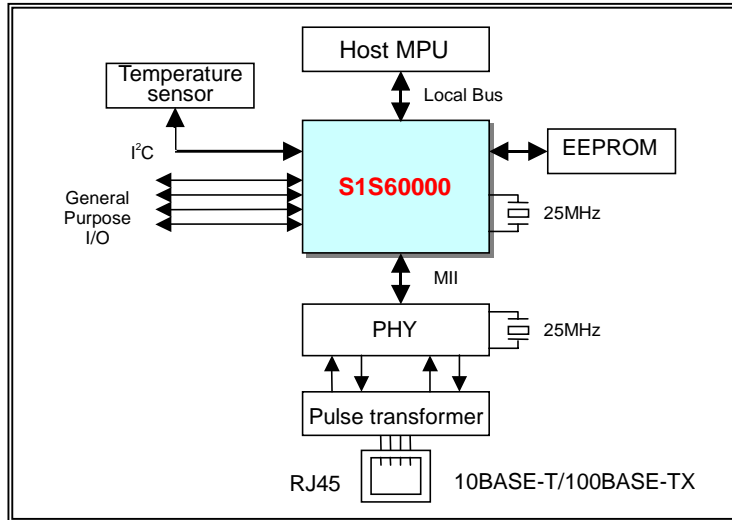 Host MPU
Temperature
sensor
Local Bus
I²C
EEPROM
S1S60000
General
Purpose
I/O
25MHz
MII
PHY
25MHz
Pulse transformer
RJ45
10BASE-T/100BASE-TX